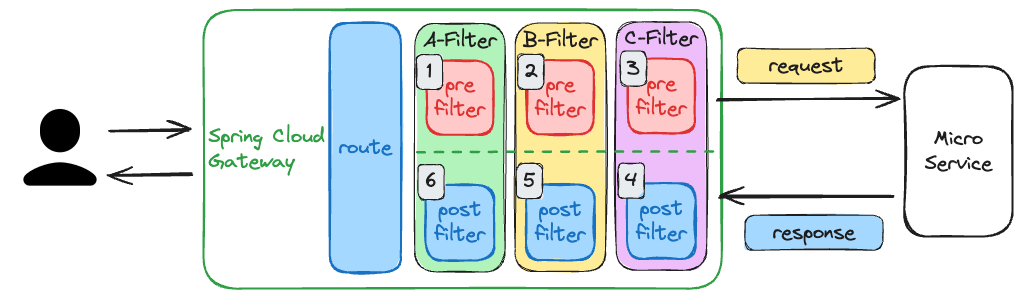 Spring Cloud
Gateway
route
A-Filter
1
pre
filter
6
post
filter
B-Filter
2
pre
filter
5
post
filter
C-Filter
3
pre
filter
4
post
filter
request
response
Micro
Service